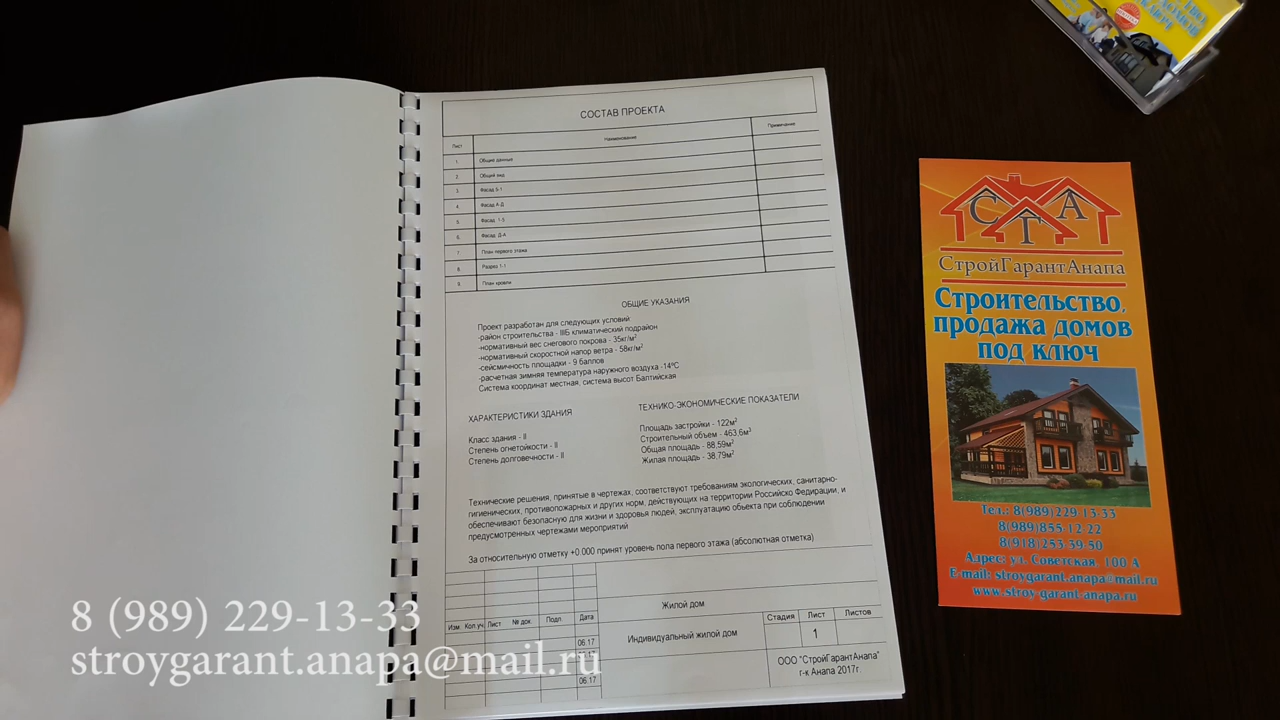 СОСТАВ ПРОЕКТА
Лист Наименование Примечание
1. Общие данные
2. Общий вид
3. Фасад 5-1
4. Фасад А-Д
5. Фасад 1-5
6. Фасад Д-А
7. План первого этажа
8. Разрез 1-1
9. План кровли
ОБЩИЕ УКАЗАНИЯ
Проект разработан для следующих условий:
-район строительства - IIIБ климатический подрайон
-нормативный вес снегового покрова - 35кг/м²
-нормативный скоростной напор ветра - 58кг/м²
-сейсмичность площадки - 9 баллов
-расчетная зимняя температура наружного воздуха -14ºС
Система координат местная, система высот Балтийская
ХАРАКТЕРИСТИКИ ЗДАНИЯ
Класс здания - II
Степень огнетойкости - II
Степень долговечности - II
ТЕХНИКО-ЭКОНОМИЧЕСКИЕ ПОКАЗАТЕЛИ
Площадь застройки - 122м²
Строительный объем - 463,6м³
Общая площадь - 88,59м²
Жилая площадь - 38,79м²
Технические решения, принятые в чертежах, соответствуют требованиям экологических, санитарно-
гигиенических, противопожарных и других норм, действующих на территории Российско Федерации, и
обеспечивают безопасную для жизни и здоровья людей, эксплуатацию объекта при соблюдении
предусмотренных чертежами мероприятий
За относительную отметку +0.000 принят уровень пола первого этажа (абсолютная отметка)
Изм. Кол.уч Лист № док. Подп. Дата
06.17
06.17
Жилой дом
Индивидуальный жилой дом
Стадия Лист Листов
1
ООО "СтройГарантАнапа"
г-к Анапа 2017г.
СГА
СтройГарантАнапа
Строительство,
продажа домов
под ключ
Тел.: 8(989)229-13-33
8(989)855-12-22
8(918)253-39-50
Адрес: ул. Советская, 100 А
E-mail: stroygarant.anapa@mail.ru
www.stroy-garant-anapa.ru
8 (989) 229-13-33
stroygarant.anapa@mail.ru